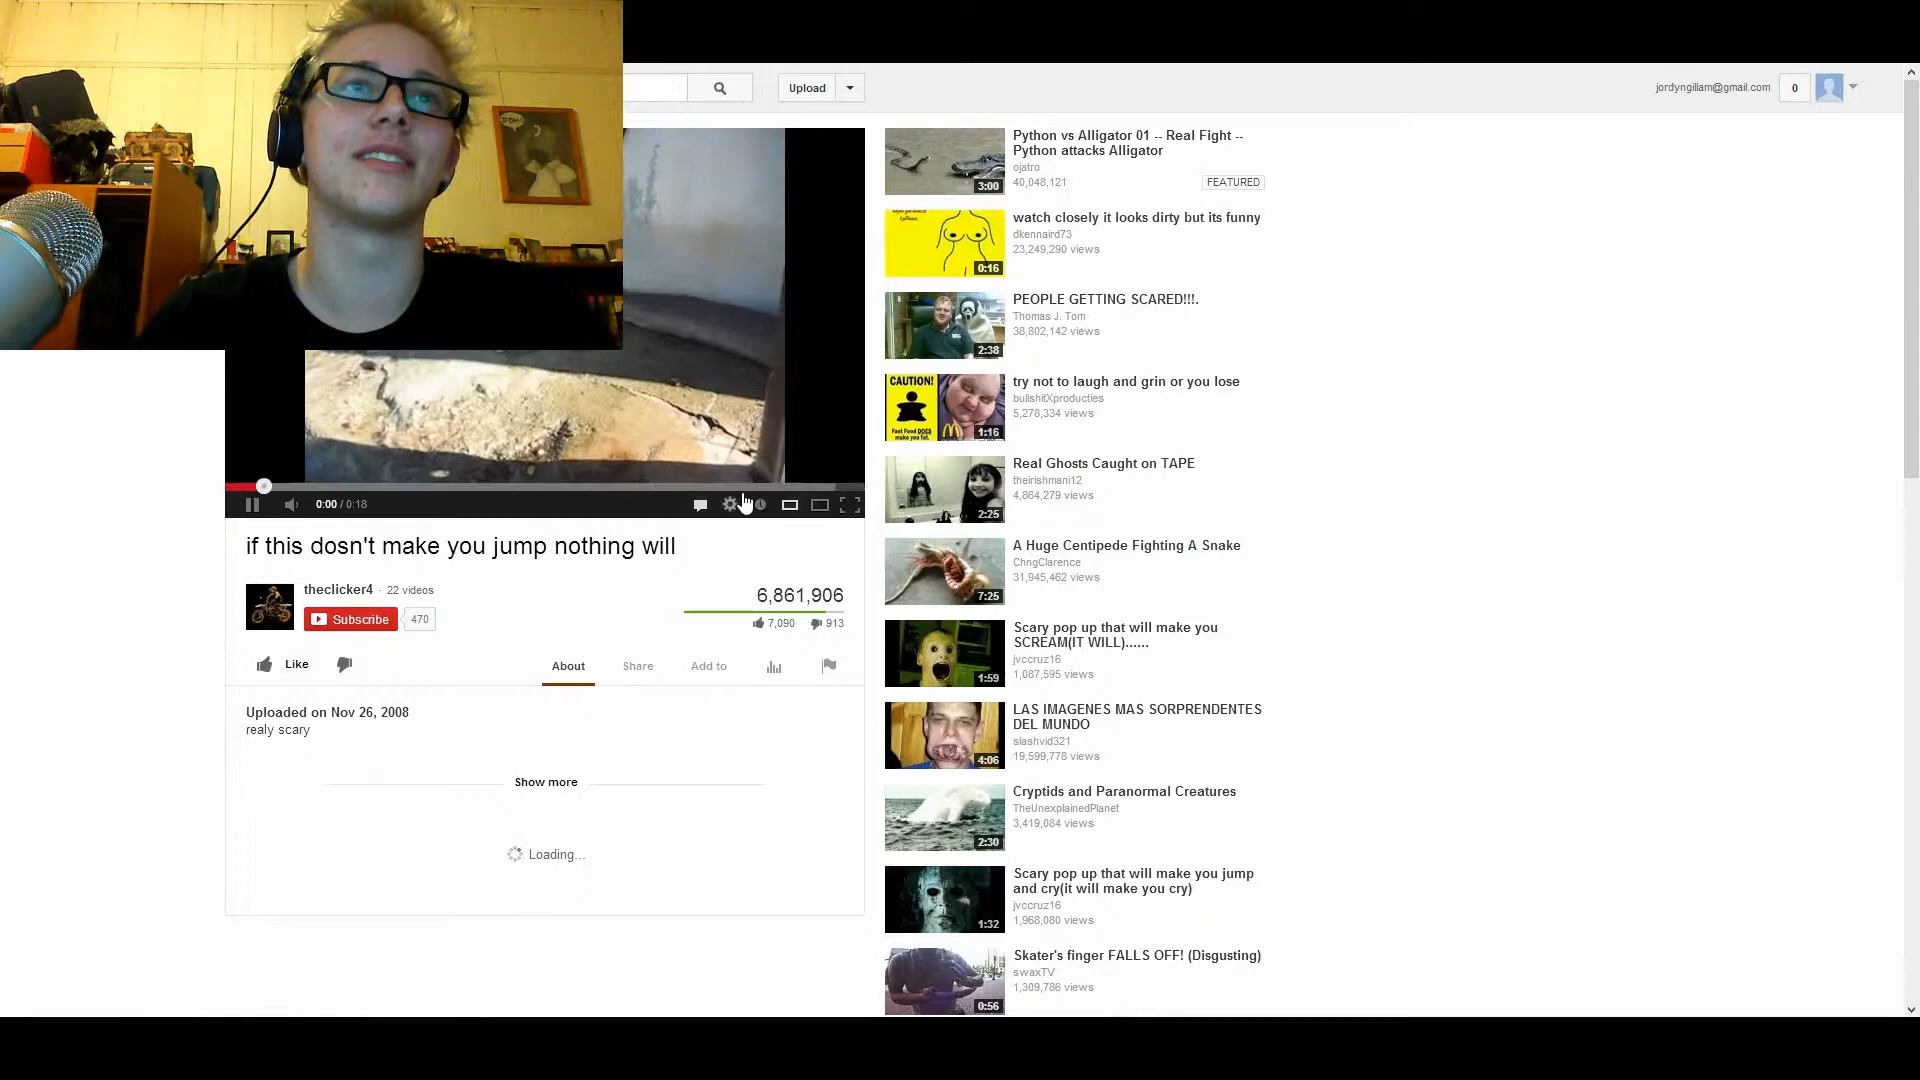 D'OH!
Upload
jordyngillam@gmail.com
0
0:00 / 0:18
if this dosn't make you jump nothing will
theclicker4 · 22 videos
Subscribe
470
6,861,906
7,090
913
Like
About
Share
Add to
Uploaded on Nov 26, 2008
realy scary
Show more
Loading...
Python vs Alligator 01 -- Real Fight --
Python attacks Alligator
ojatro
40,048,121
FEATURED
3:00
watch closely it looks dirty but its funny
dkennaird73
23,249,290 views
0:16
PEOPLE GETTING SCARED!!!.
Thomas J. Tom
38,802,142 views
2:38
CAUTION!
Fast Food DOES
make you fat.
try not to laugh and grin or you lose
bullshitXproducties
5,278,334 views
1:16
Real Ghosts Caught on TAPE
theirishmani12
4,864,279 views
2:25
A Huge Centipede Fighting A Snake
ChngClarence
31,945,462 views
7:25
Scary pop up that will make you
SCREAM(IT WILL)......
jvccruz16
1,087,595 views
1:59
LAS IMAGENES MAS SORPRENDENTES
DEL MUNDO
slashvid321
19,599,778 views
4:06
Cryptids and Paranormal Creatures
TheUnexplainedPlanet
3,419,084 views
2:30
Scary pop up that will make you jump
and cry(it will make you cry)
jvccruz16
1,968,080 views
1:32
Skater's finger FALLS OFF! (Disgusting)
swaxTV
1,309,786 views
0:56